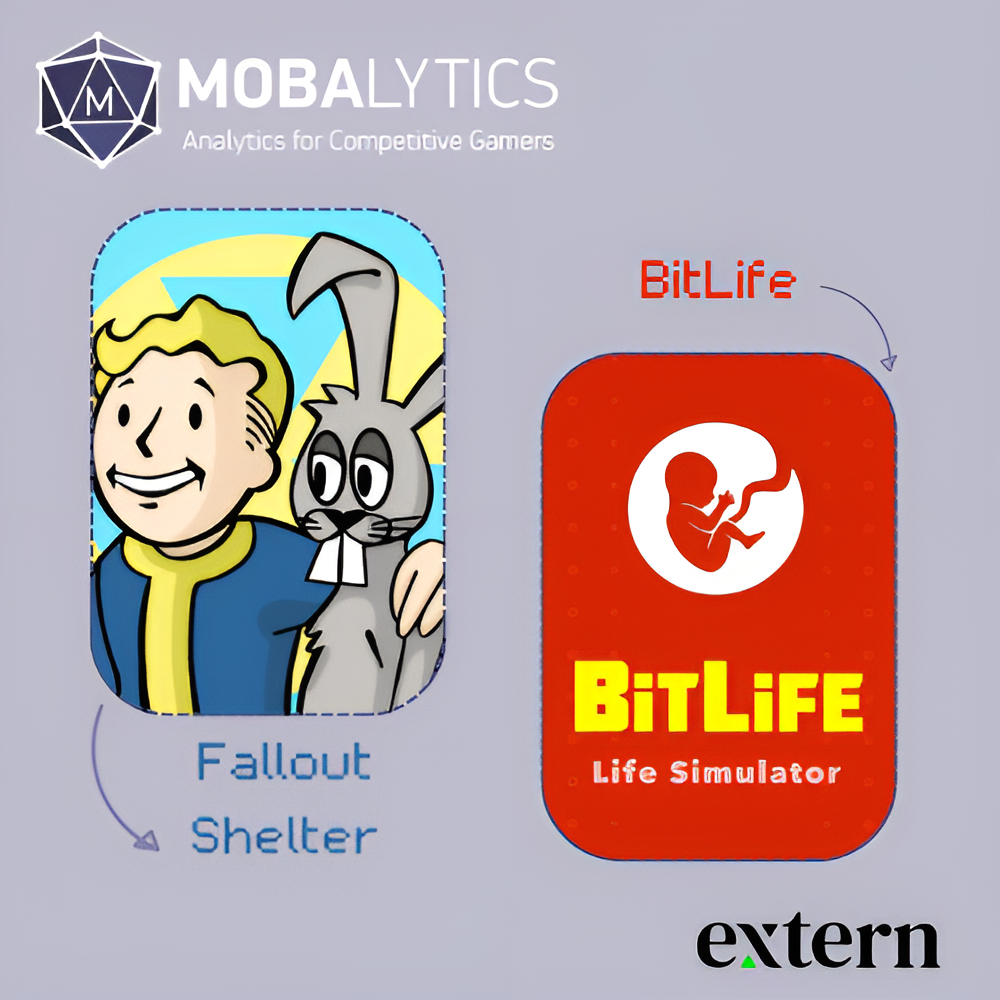 M
MOBALYTICS
Analytics for Competitive Gamers
BitLife
BiTLiFE
Life Simulator
Fallout
Shelter
extern